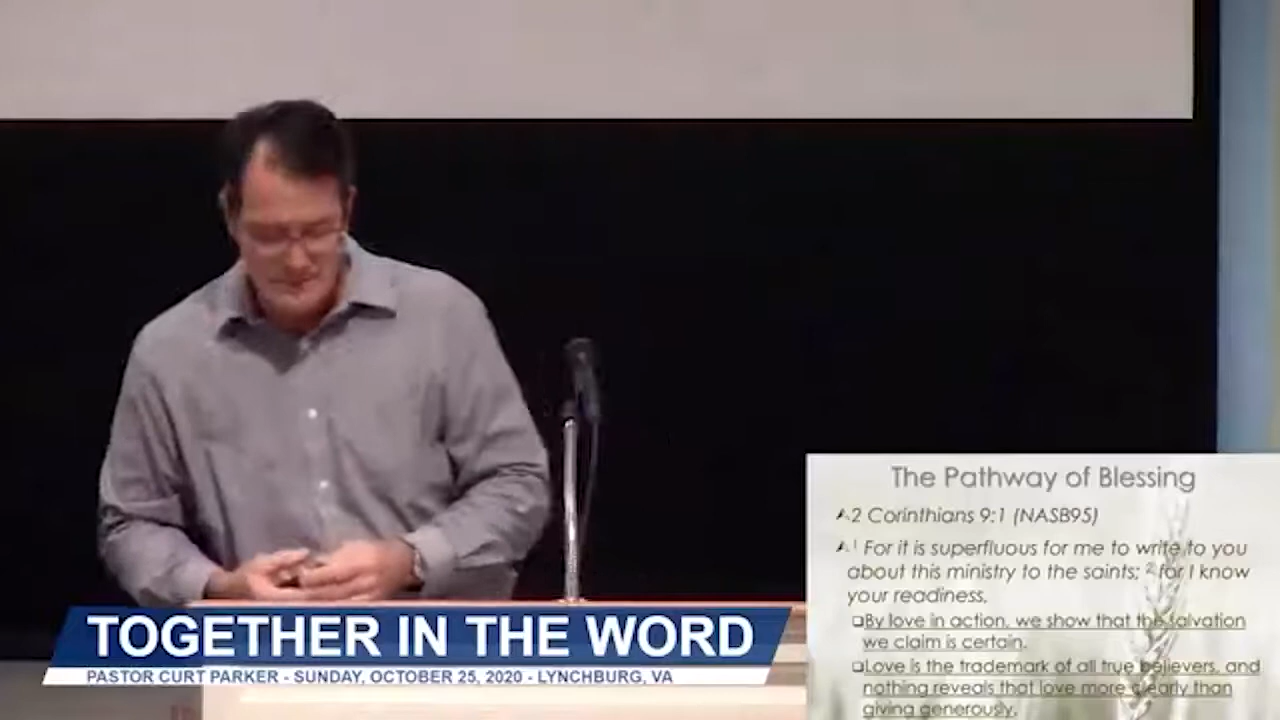 TOGETHER IN THE WORD
PASTOR CURT PARKER - SUNDAY, OCTOBER 25, 2020 - LYNCHBURG, VA
The Pathway of Blessing
2 Corinthians 9:1 (NASB95)
1 For it is superfluous for me to write to you
about this ministry to the saints; 2 for I know
your readiness,
By love in action, we show that the salvation
we claim is certain.
Love is the trademark of all true believers, and
nothing reveals that love more clearly than
giving generously.